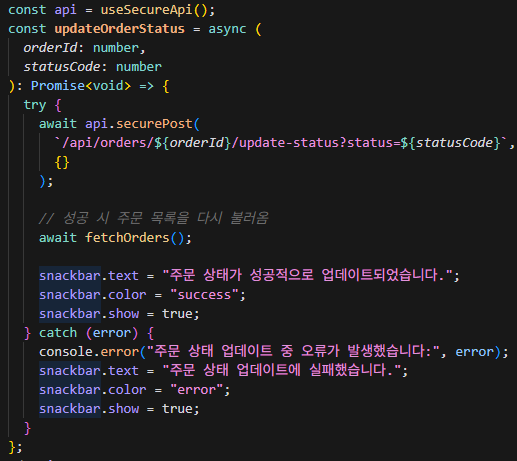 const api = useSecureApi();
const updateOrderStatus = async (
  orderId: number,
  statusCode: number
): Promise<void> => {
  try {
    await api.securePost(
      `/api/orders/${orderId}/update-status?status=${statusCode}`,
      {}
    );

    // 성공 시 주문 목록을 다시 불러옴
    await fetchOrders();

    snackbar.text = "주문 상태가 성공적으로 업데이트되었습니다.";
    snackbar.color = "success";
    snackbar.show = true;
  } catch (error) {
    console.error("주문 상태 업데이트 중 오류가 발생했습니다:", error);
    snackbar.text = "주문 상태 업데이트에 실패했습니다.";
    snackbar.color = "error";
    snackbar.show = true;
  }
};